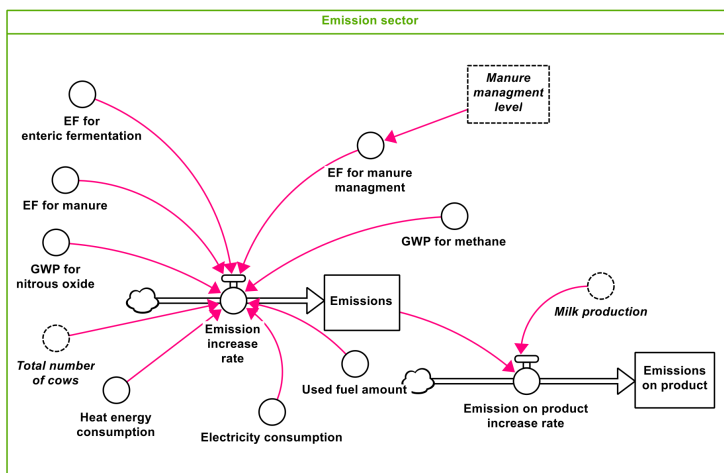 Emission sector
Manure
managment
level
EF for
enteric fermentation
EF for manure
managment
EF for manure
GWP for methane
GWP for
nitrous oxide
Emissions
Milk production
Emission
increase
rate
Total number
of cows
Used fuel amount
Emissions
on product
Heat energy
consumption
Electricity consumption
Emission on product
increase rate